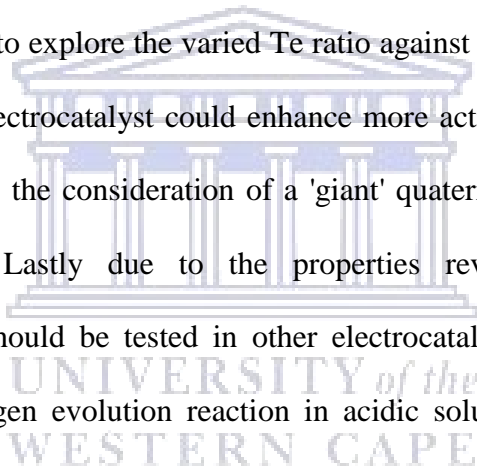 to explore the varied Te ratio against
ectrocatalyst could enhance more act
the consideration of a 'giant' quater
Lastly due to the properties rev
hould be tested in other electrocatal
UNIVERSITY of the
gen evolution reaction in acidic solu
WESTERN CAPE